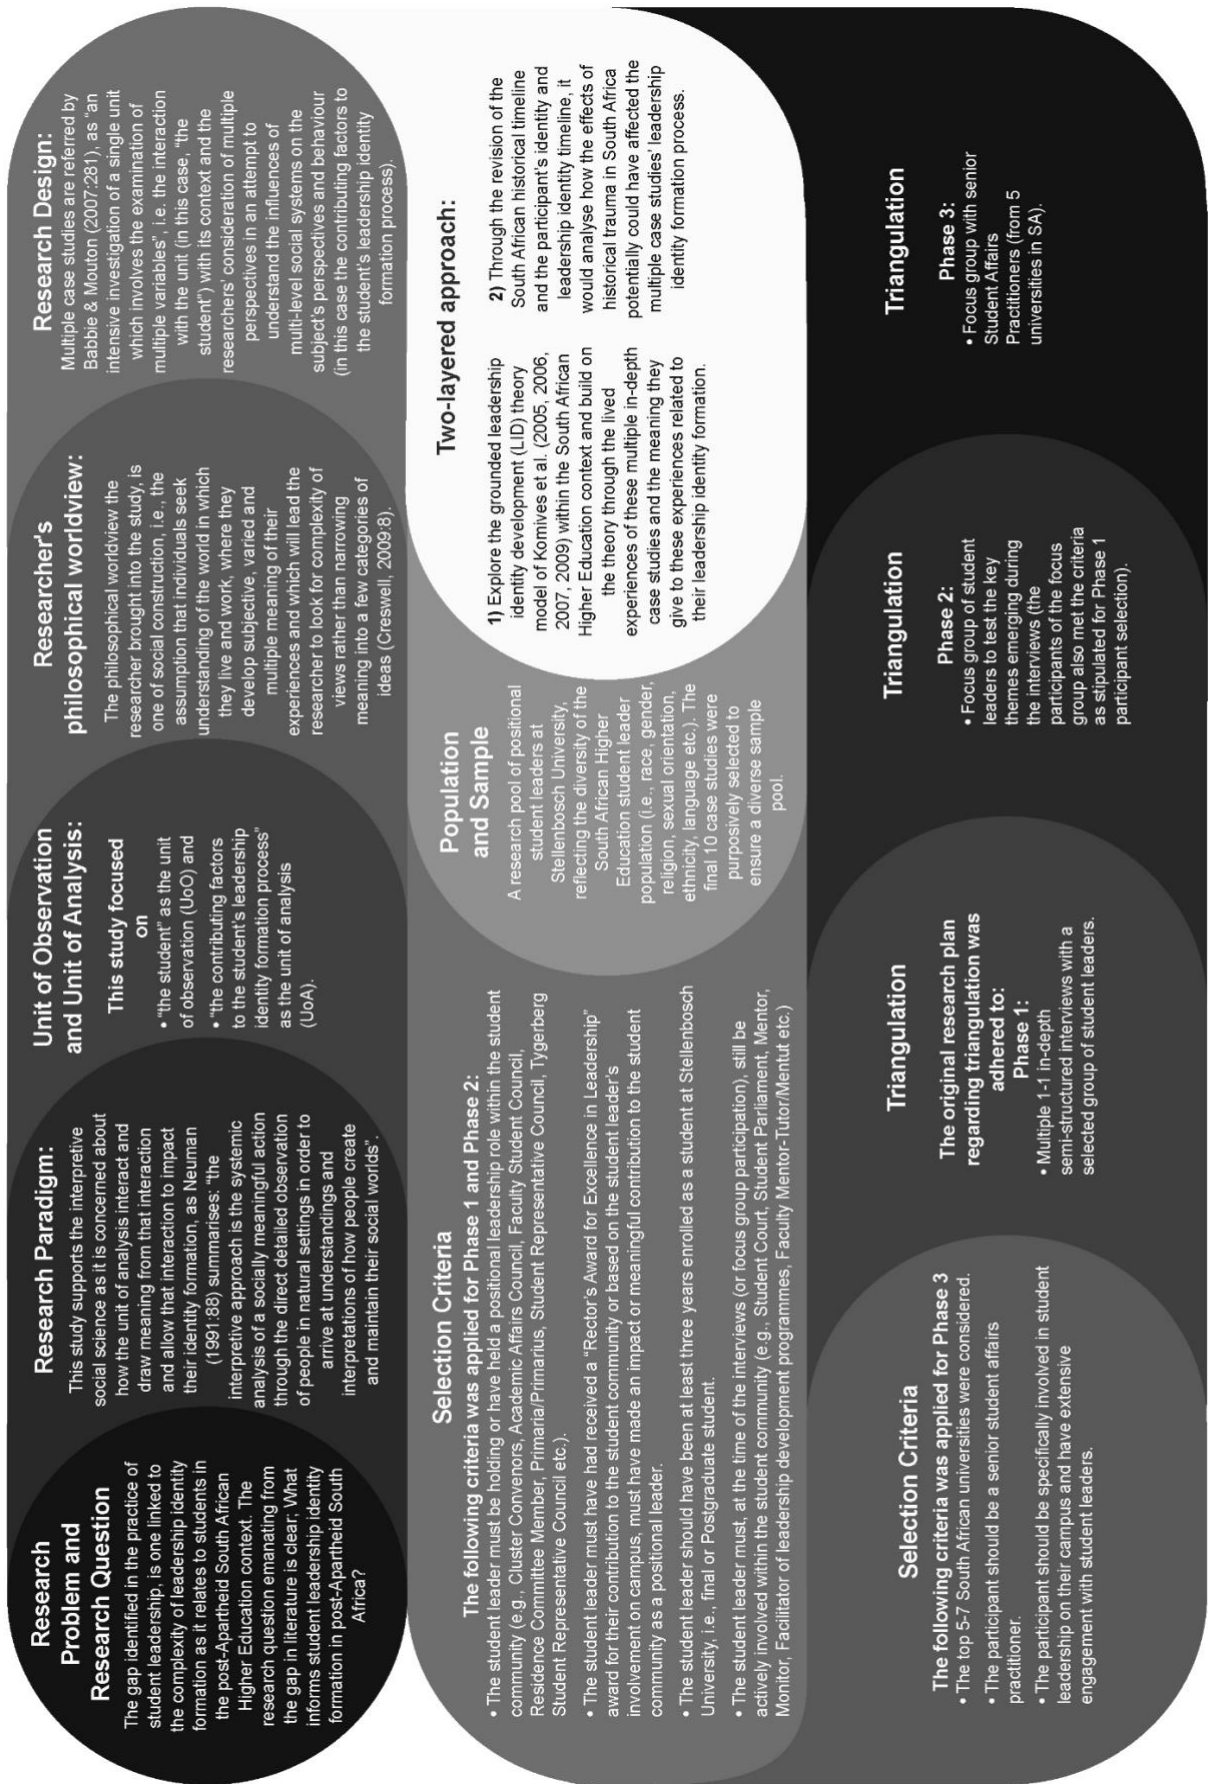 Research
Problem and
Research Question
The gap identified in the practice of
student leadership, is one linked to
the complexity of leadership identity
formation as it relates to students in
the post-Apartheid South African
Higher Education context. The
research question emanating from
the gap in literature is clear; What
informs student leadership identity
formation in post-Apartheid South
Africa?
Research Paradigm:
This study supports the interpretive
social science as it is concerned about
how the unit of analysis interact and
draw meaning from that interaction
and allow that interaction to impact
their identity formation, as Neuman
(1991:88) summarises: "the
interpretive approach is the systemic
analysis of a socially meaningful action
through the direct detailed observation
of people in natural settings in order to
arrive at understandings and
interpretations of how people create
and maintain their social worlds".
Unit of Observation
and Unit of Analysis:
This study focused
on
• "the student" as the unit
of observation (UoO) and
• "the contributing factors
to the student's leadership
identity formation process"
as the unit of analysis
(UoA).
Researcher's
philosophical worldview:
The philosophical worldview the
researcher brought into the study, is
one of social construction, i.e., the
assumption that individuals seek
understanding of the world in which
they live and work, where they
develop subjective, varied and
multiple meaning of their
experiences and which will lead the
researcher to look for complexity of
views rather than narrowing
meaning into a few categories of
ideas (Creswell, 2009:8).
Research Design:
Multiple case studies are referred by
Babbie & Mouton (2007:281), as "an
intensive investigation of a single unit
which involves the examination of
multiple variables", i.e. the interaction
with the unit (in this case, "the
student") with its context and the
researchers' consideration of multiple
perspectives in an attempt to
understand the influences of
multi-level social systems on the
subject's perspectives and behaviour
(in this case the contributing factors to
the student's leadership identity
formation process).
Selection Criteria
The following criteria was applied for Phase 1 and Phase 2:
• The student leader must be holding or have held a positional leadership role within the student
community (e.g., Cluster Convenors, Academic Affairs Council, Faculty Student Council,
Residence Committee Member, Primaria/Primarius, Student Representative Council, Tygerberg
Student Representative Council etc.).
• The student leader must have had received a "Rector's Award for Excellence in Leadership"
award for their contribution to the student community or based on the student leader's
involvement on campus, must have made an impact or meaningful contribution to the student
community as a positional leader.
• The student leader should have been at least three years enrolled as a student at Stellenbosch
University, i.e., final or Postgraduate student.
• The student leader must, at the time of the interviews (or focus group participation), still be
actively involved within the student community (e.g., Student Court, Student Parliament, Mentor,
Monitor, Facilitator of leadership development programmes, Faculty Mentor-Tutor/Mentut etc.)
Population
and Sample
A research pool of positional
student leaders at
Stellenbosch University,
reflecting the diversity of the
South African Higher
Education student leader
population (i.e., race, gender,
religion, sexual orientation,
ethnicity, language etc.). The
final 10 case studies were
purposively selected to
ensure a diverse sample
pool.
Two-layered approach:
1) Explore the grounded leadership
identity development (LID) theory
model of Komives et al. (2005, 2006,
2007, 2009) within the South African
Higher Education context and build on
the theory through the lived
experiences of these multiple in-depth
case studies and the meaning they
give to these experiences related to
their leadership identity formation.
2) Through the revision of the
South African historical timeline
and the participant's identity and
leadership identity timeline, it
would analyse how the effects of
historical trauma in South Africa
potentially could have affected the
multiple case studies' leadership
identity formation process.
Selection Criteria
The following criteria was applied for Phase 3
• The top 5-7 South African universities were considered.
• The participant should be a senior student affairs
practitioner.
• The participant should be specifically involved in student
leadership on their campus and have extensive
engagement with student leaders.
Triangulation
The original research plan
regarding triangulation was
adhered to:
Phase 1:
• Multiple 1-1 in-depth
semi-structured interviews with a
selected group of student leaders.
Triangulation
Phase 2:
• Focus group of student
leaders to test the key
themes emerging during
the interviews (the
participants of the focus
group also met the criteria
as stipulated for Phase 1
participant selection).
Triangulation
Phase 3:
• Focus group with senior
Student Affairs
Practitioners (from 5
universities in SA).